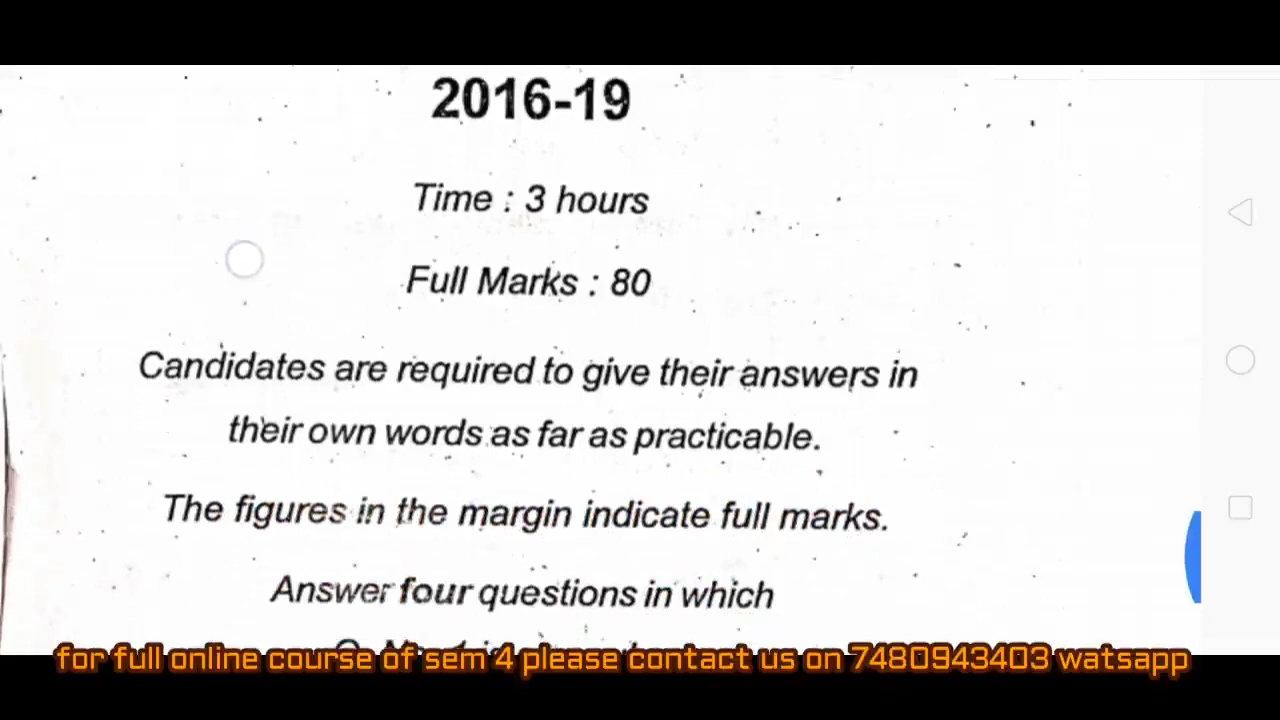 2016-19
Time : 3 hours
Full Marks : 80
Candidates are required to give their answers in
their own words as far as practicable.
The figures in the margin indicate full marks.
Answer four questions in which
for full online course of sem 4 please contact us on 7480943403 watsapp